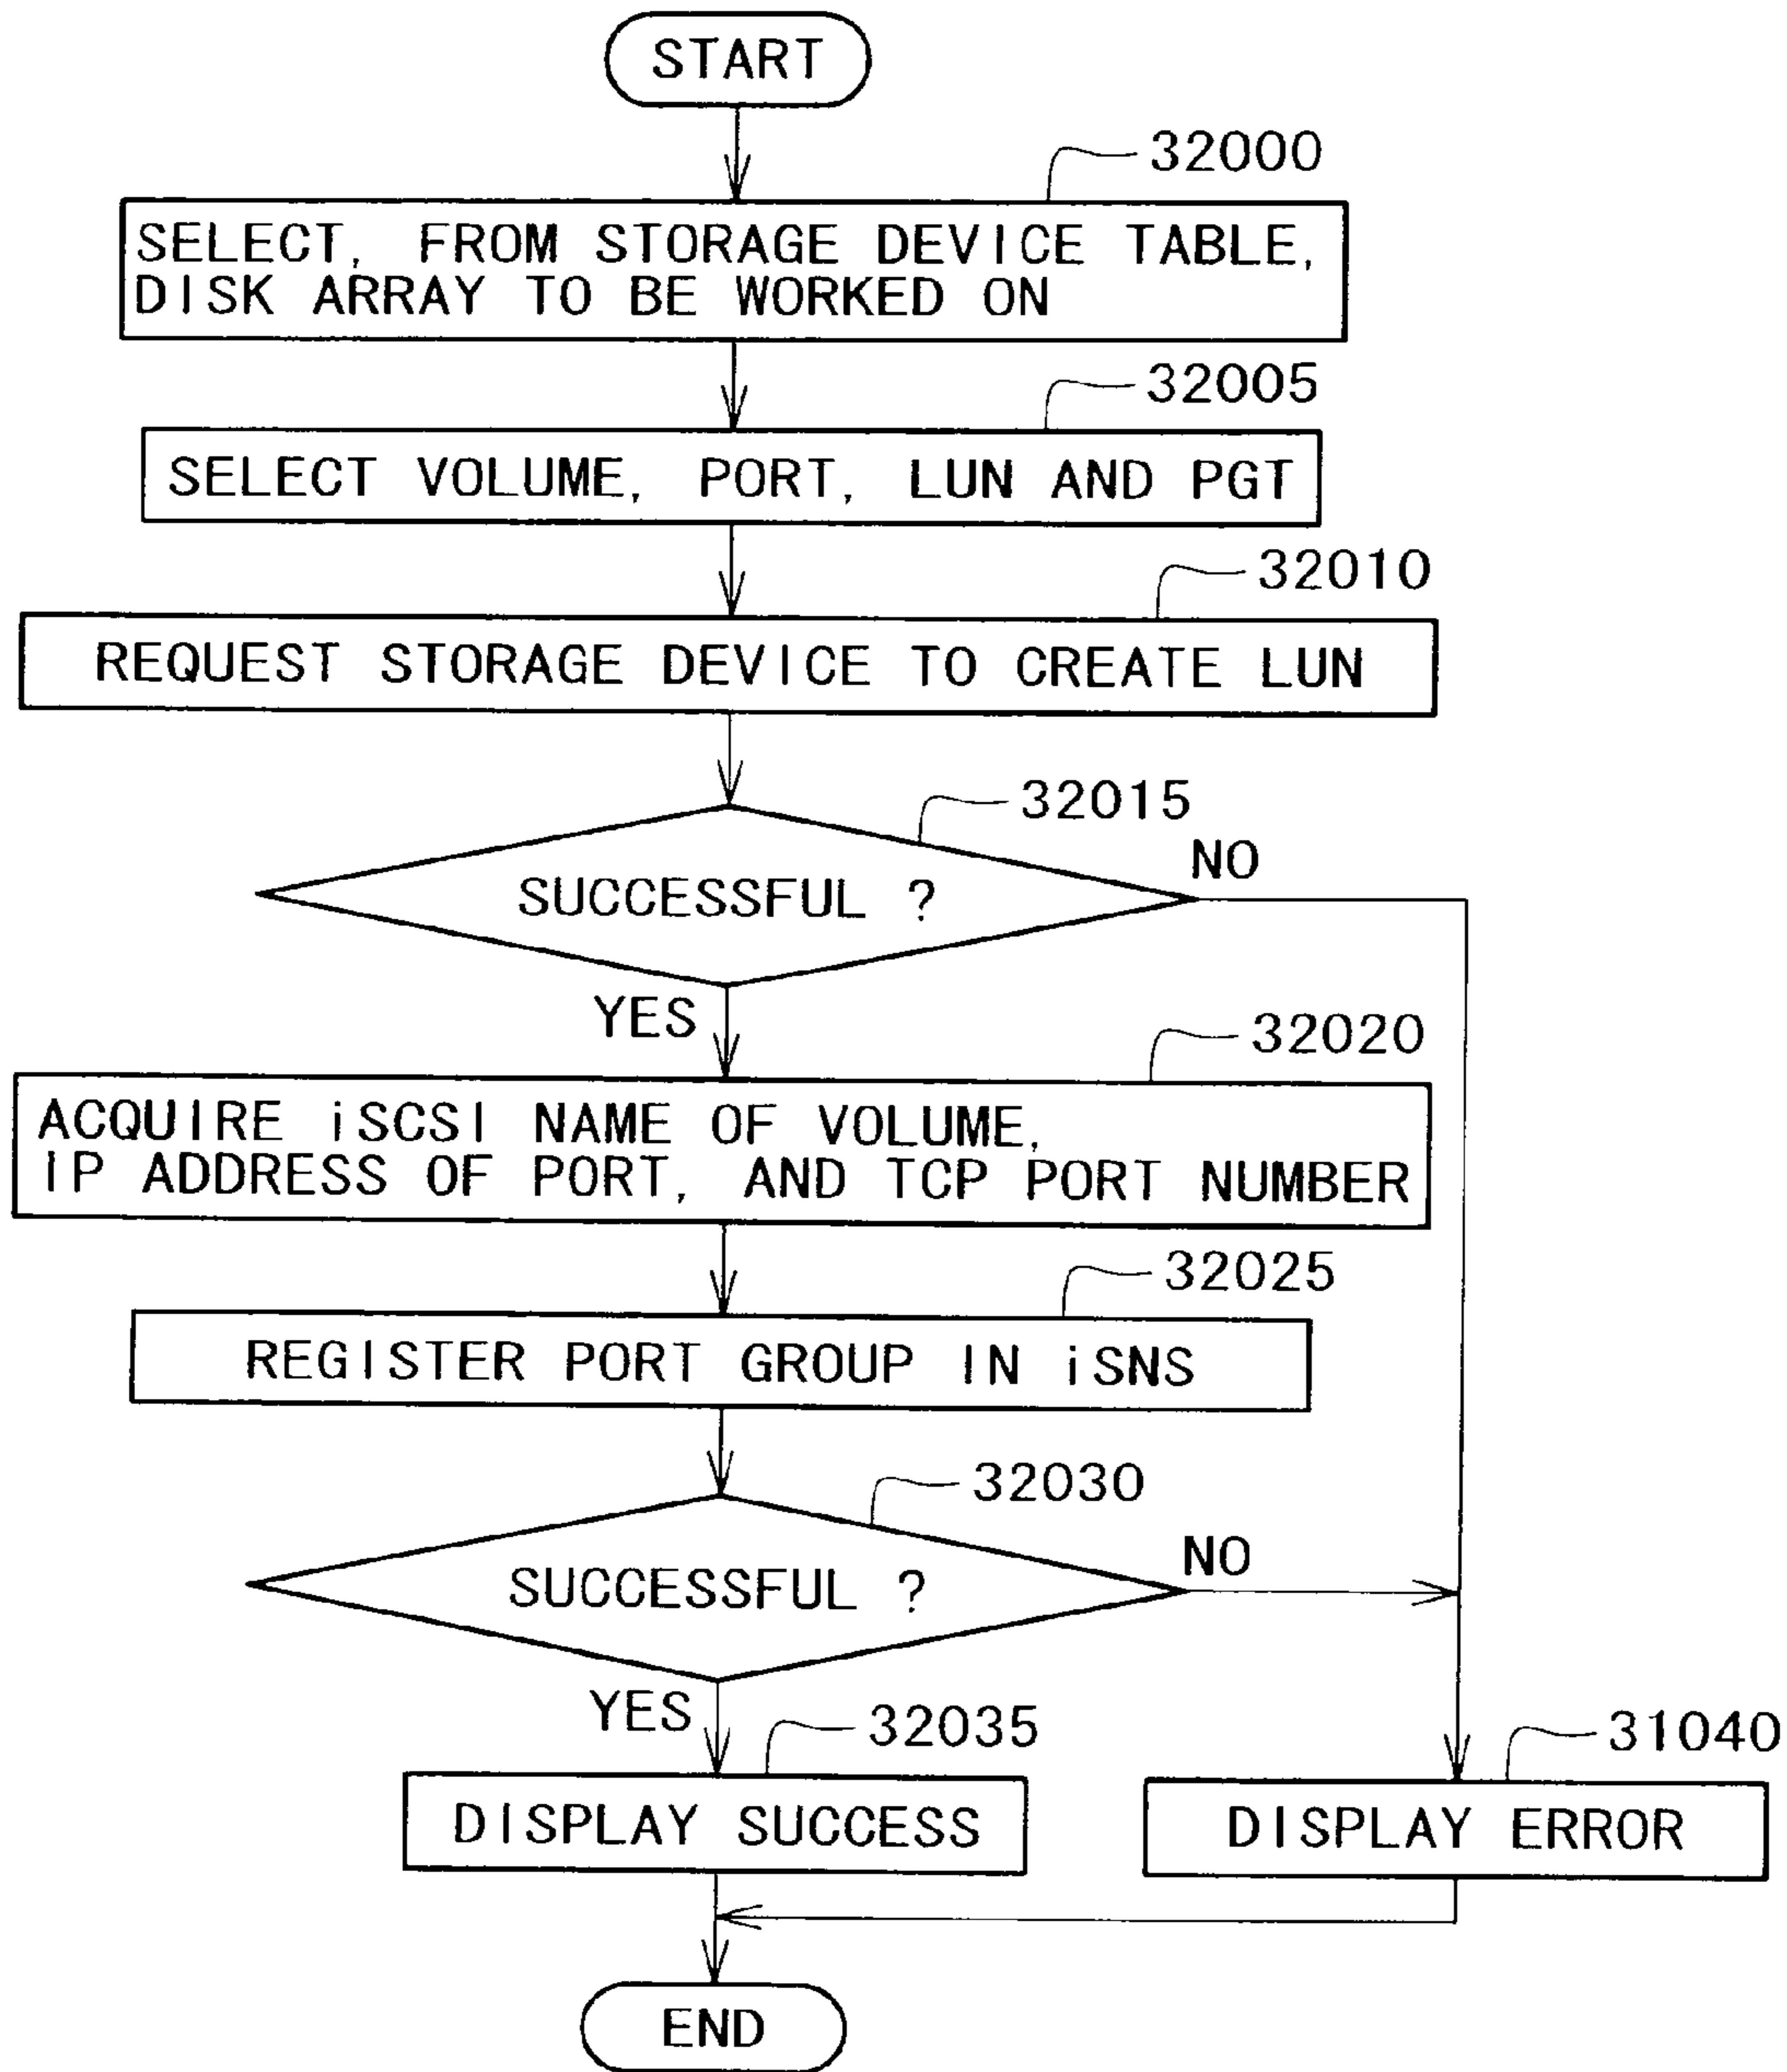 START
32000
SELECT, FROM STORAGE DEVICE TABLE,
DISK ARRAY TO BE WORKED ON
32005
SELECT VOLUME, PORT, LUN AND PGT
32010
REQUEST STORAGE DEVICE TO CREATE LUN
32015
NO
SUCCESSFUL ?
YES
32020
ACQUIRE iSCSI NAME OF VOLUME,
IP ADDRESS OF PORT, AND TCP PORT NUMBER
32025
REGISTER PORT GROUP IN iSNS
32030
NO
SUCCESSFUL ?
YES
32035
31040
DISPLAY SUCCESS
DISPLAY ERROR
END